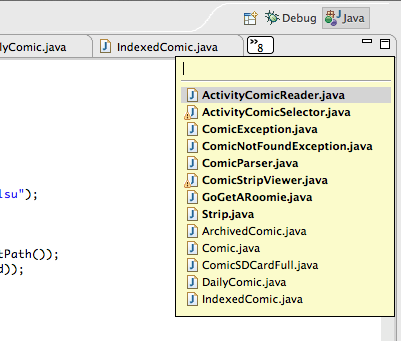 Debug
Java
lyComic.java
IndexedComic.java
»8
ActivityComicReader.java
ActivityComicSelector.java
ComicException.java
ComicNotFoundException.java
ComicParser.java
ComicStripViewer.java
GoGetARoomie.java
Strip.java
ArchivedComic.java
Comic.java
ComicSDCardFull.java
DailyComic.java
IndexedComic.java
lsu");
tPath());
d));